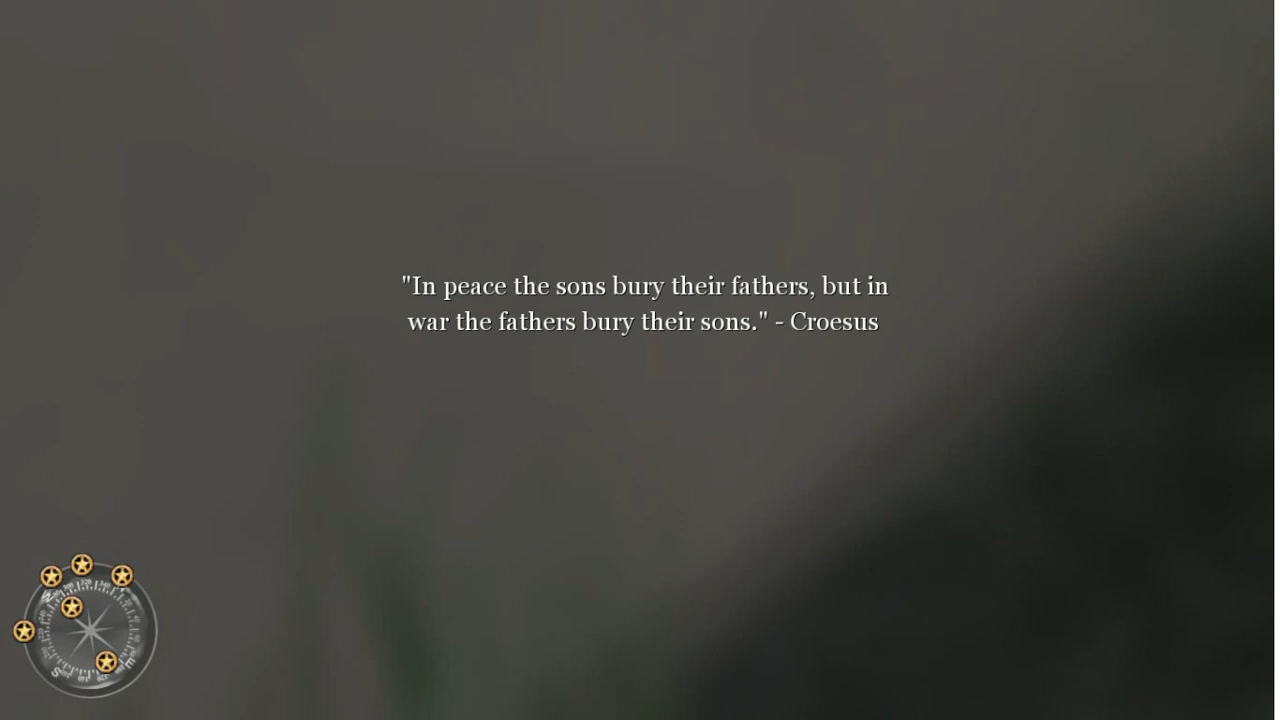 "In peace the sons bury their fathers, but in
war the fathers bury their sons." - Croesus